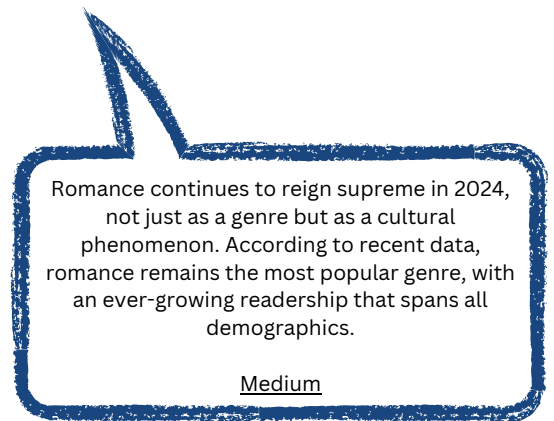 Romance continues to reign supreme in 2024,
not just as a genre but as a cultural
phenomenon. According to recent data,
romance remains the most popular genre, with
an ever-growing readership that spans all
demographics.
Medium